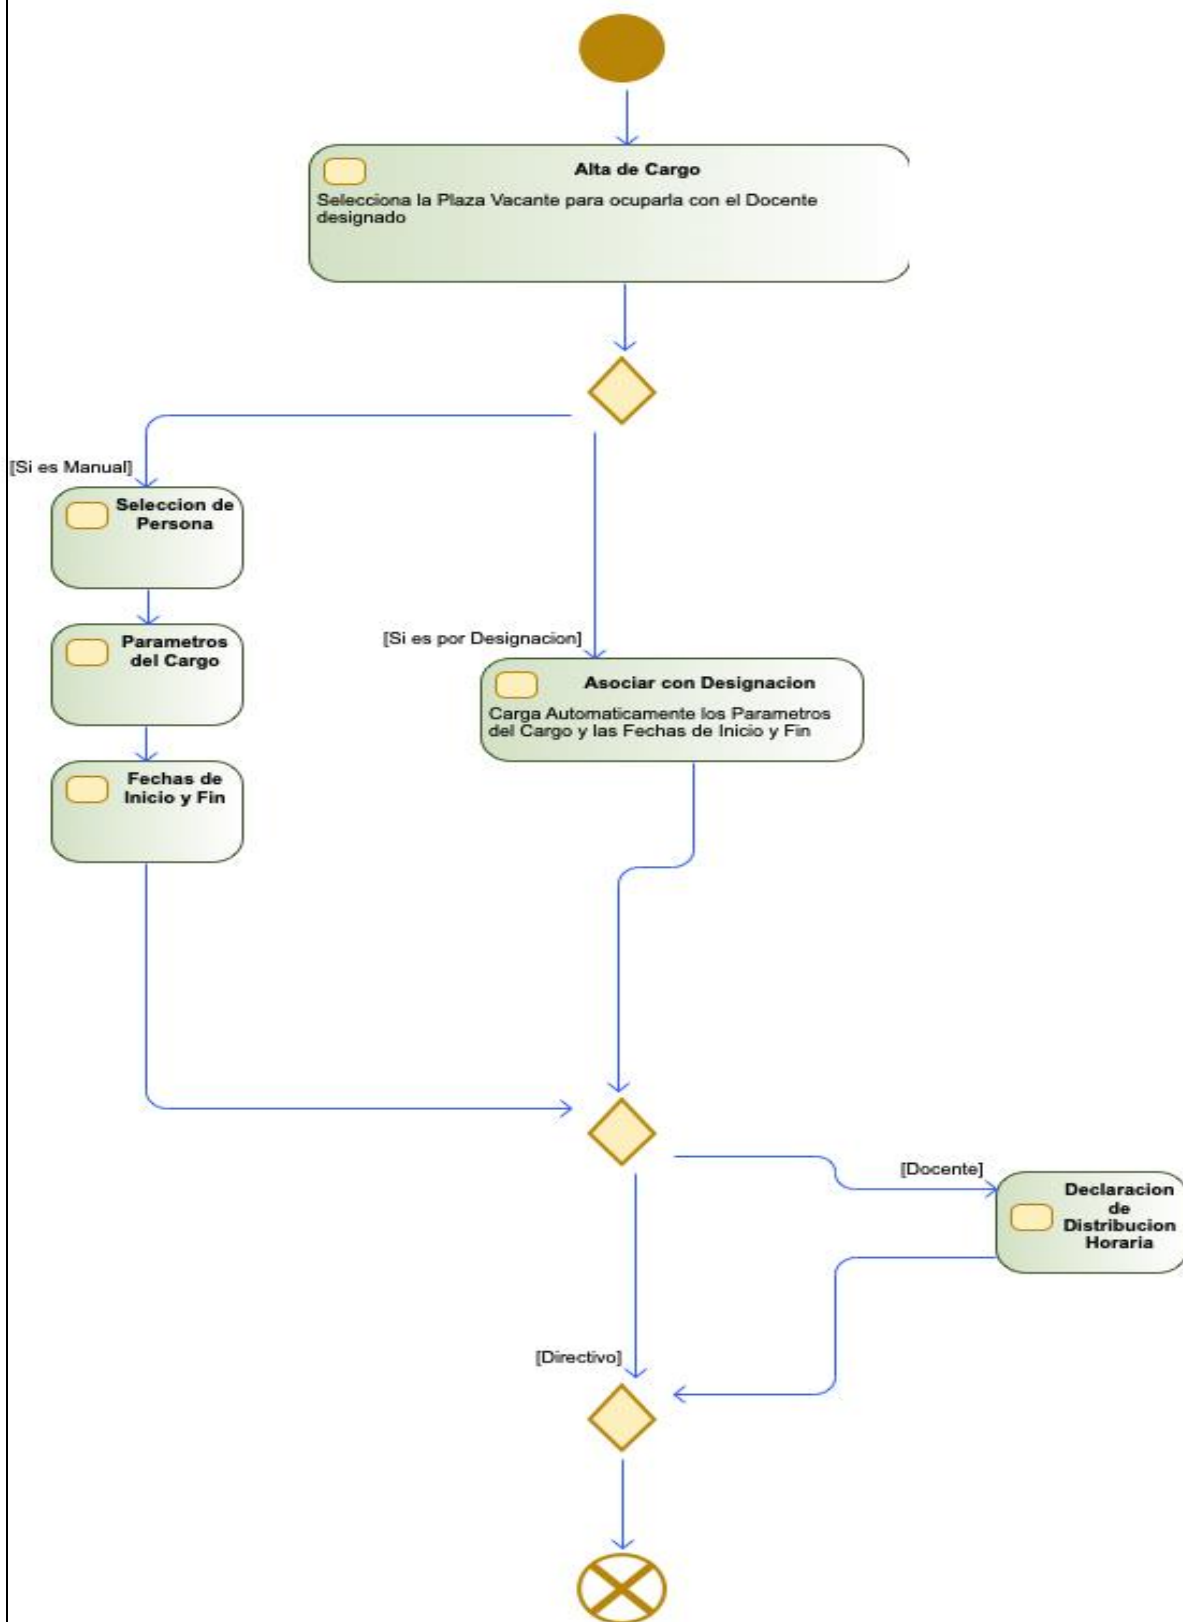 Alta de Cargo
Selecciona la Plaza Vacante para ocuparla con el Docente
designado
[Si es Manual]
Seleccion de
Persona
Parametros
del Cargo
Fechas de
Inicio y Fin
[Si es por Designacion]
Asociar con Designacion
Carga Automaticamente los Parametros
del Cargo y las Fechas de Inicio y Fin
[Docente]
Declaracion
de
Distribucion
Horaria
[Directivo]